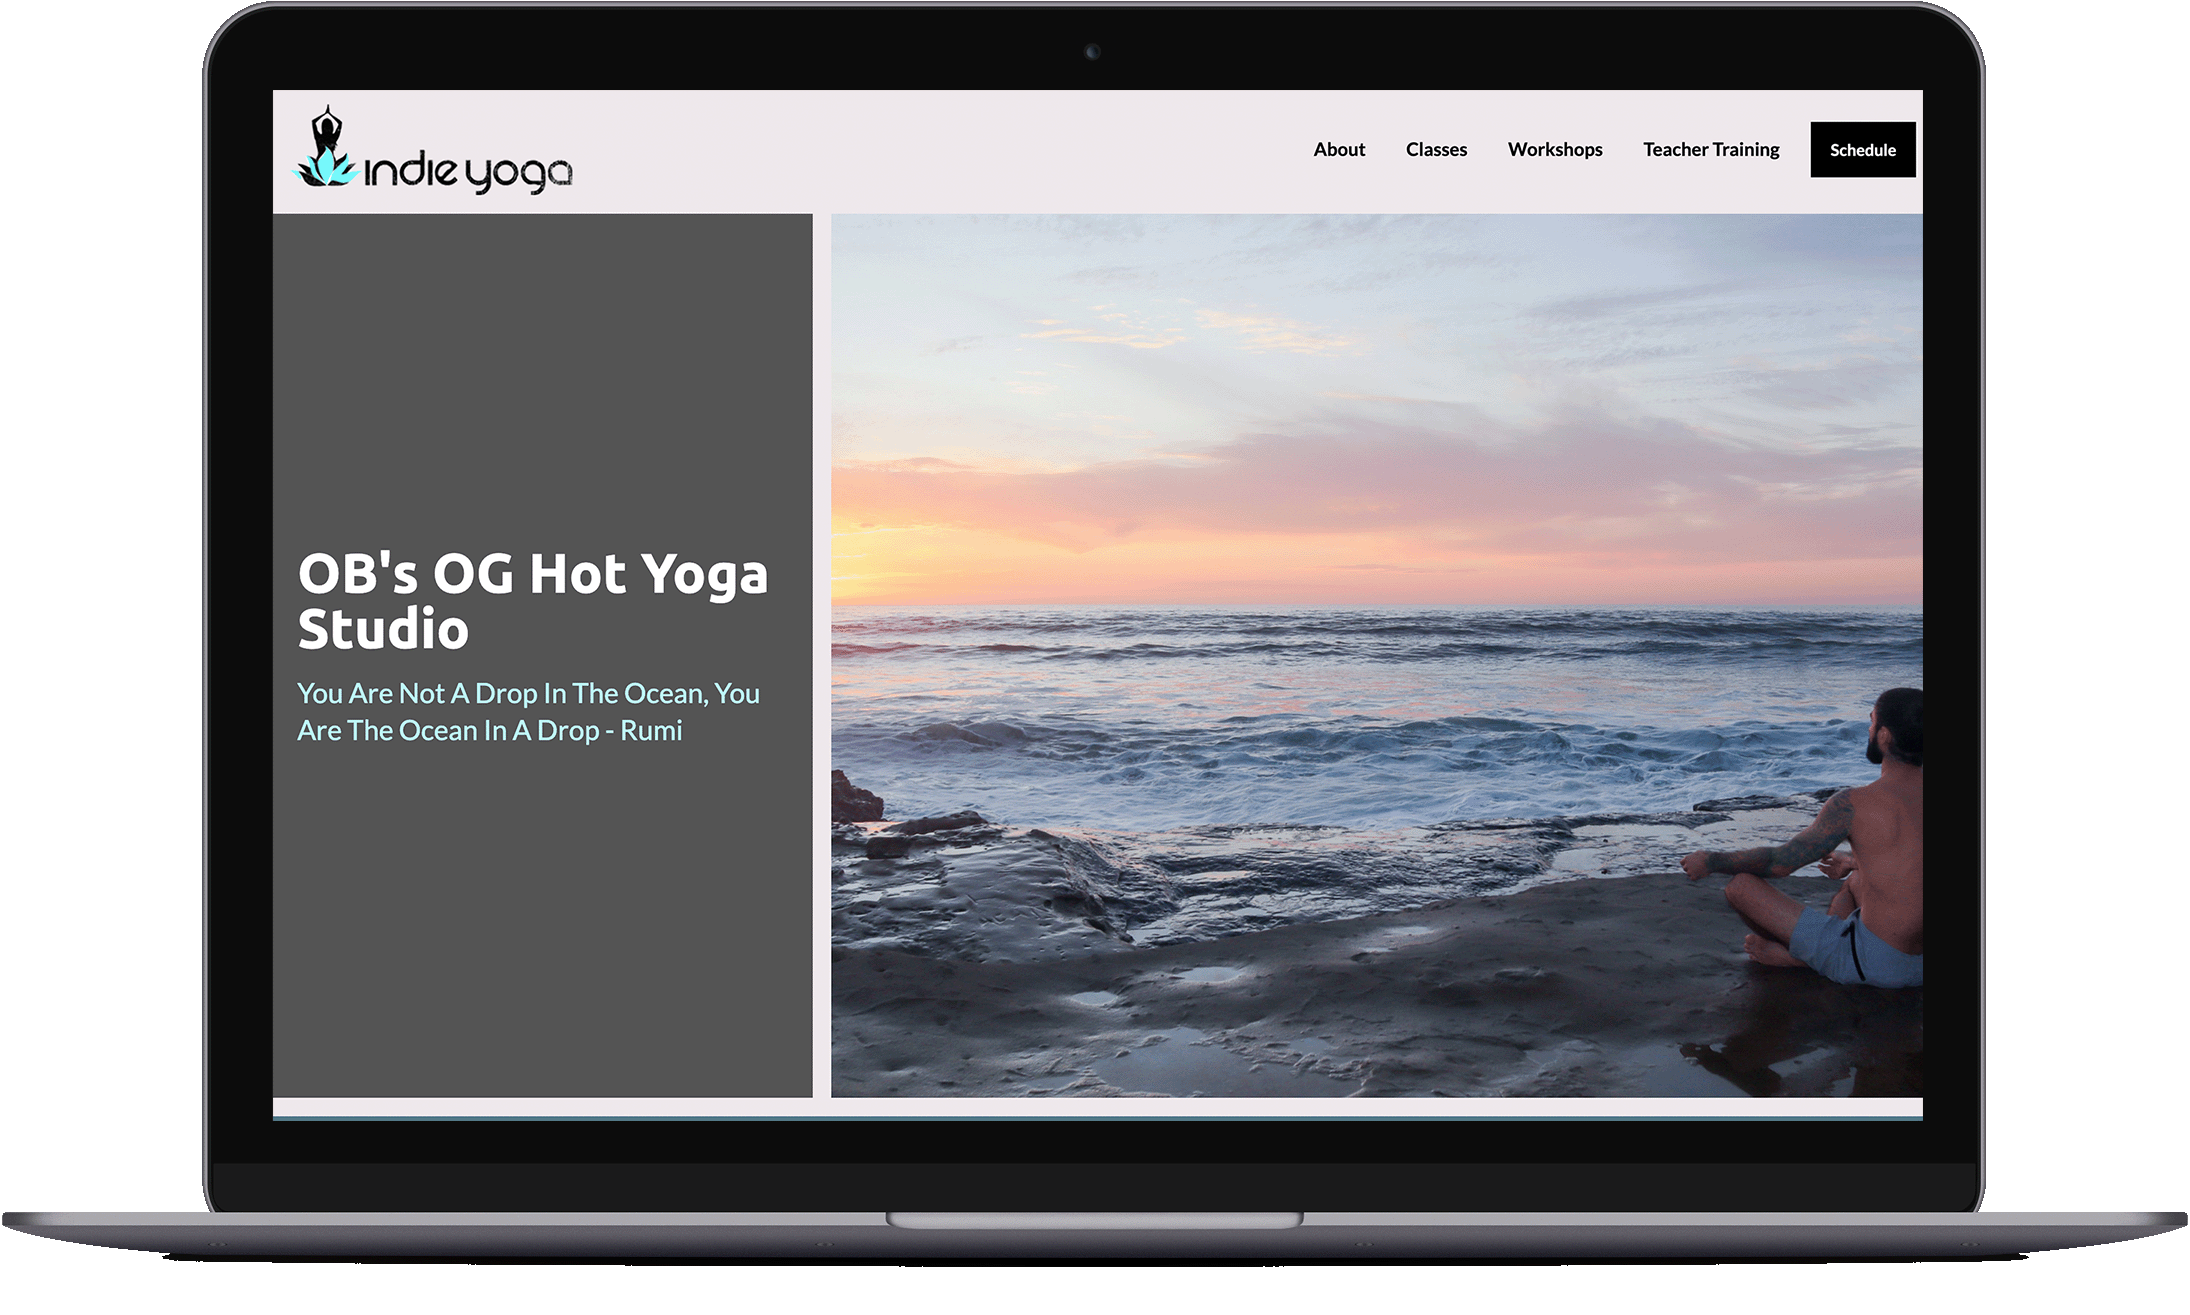 indie yoga
About Classes Workshops Teacher Training Schedule
OB's OG Hot Yoga
Studio
You Are Not A Drop In The Ocean, You
Are The Ocean In A Drop - Rumi